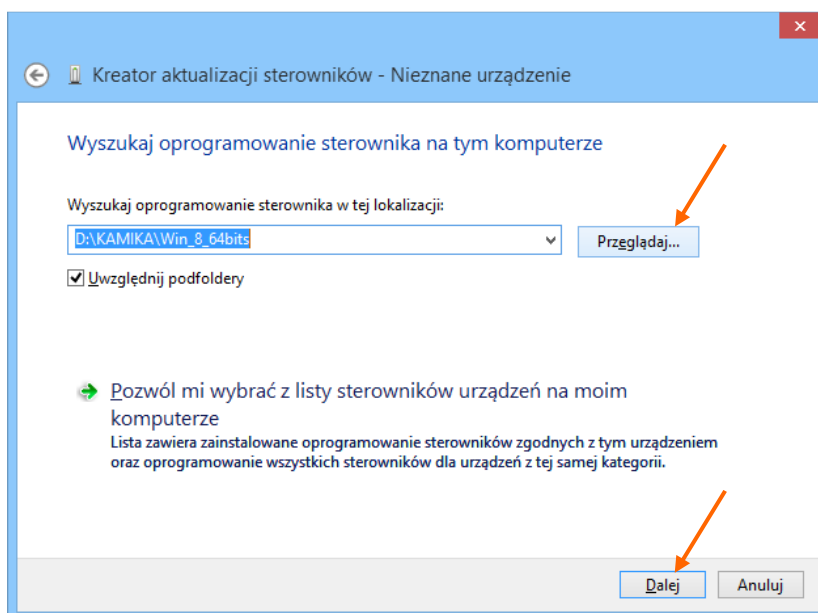 Kreator aktualizacji sterowników - Nieznane urządzenie
Wyszukaj oprogramowanie sterownika na tym komputerze
Wyszukaj oprogramowanie sterownika w tej lokalizacji:
D:\KAMIKA\Win_8_64bits
Przeglądaj...
Uwzględnij podfoldery
Pozwól mi wybrać z listy sterowników urządzeń na moim
komputerze
Lista zawiera zainstalowane oprogramowanie sterowników zgodnych z tym urządzeniem
oraz oprogramowanie wszystkich sterowników dla urządzeń z tej samej kategorii.
Dalej
Anuluj